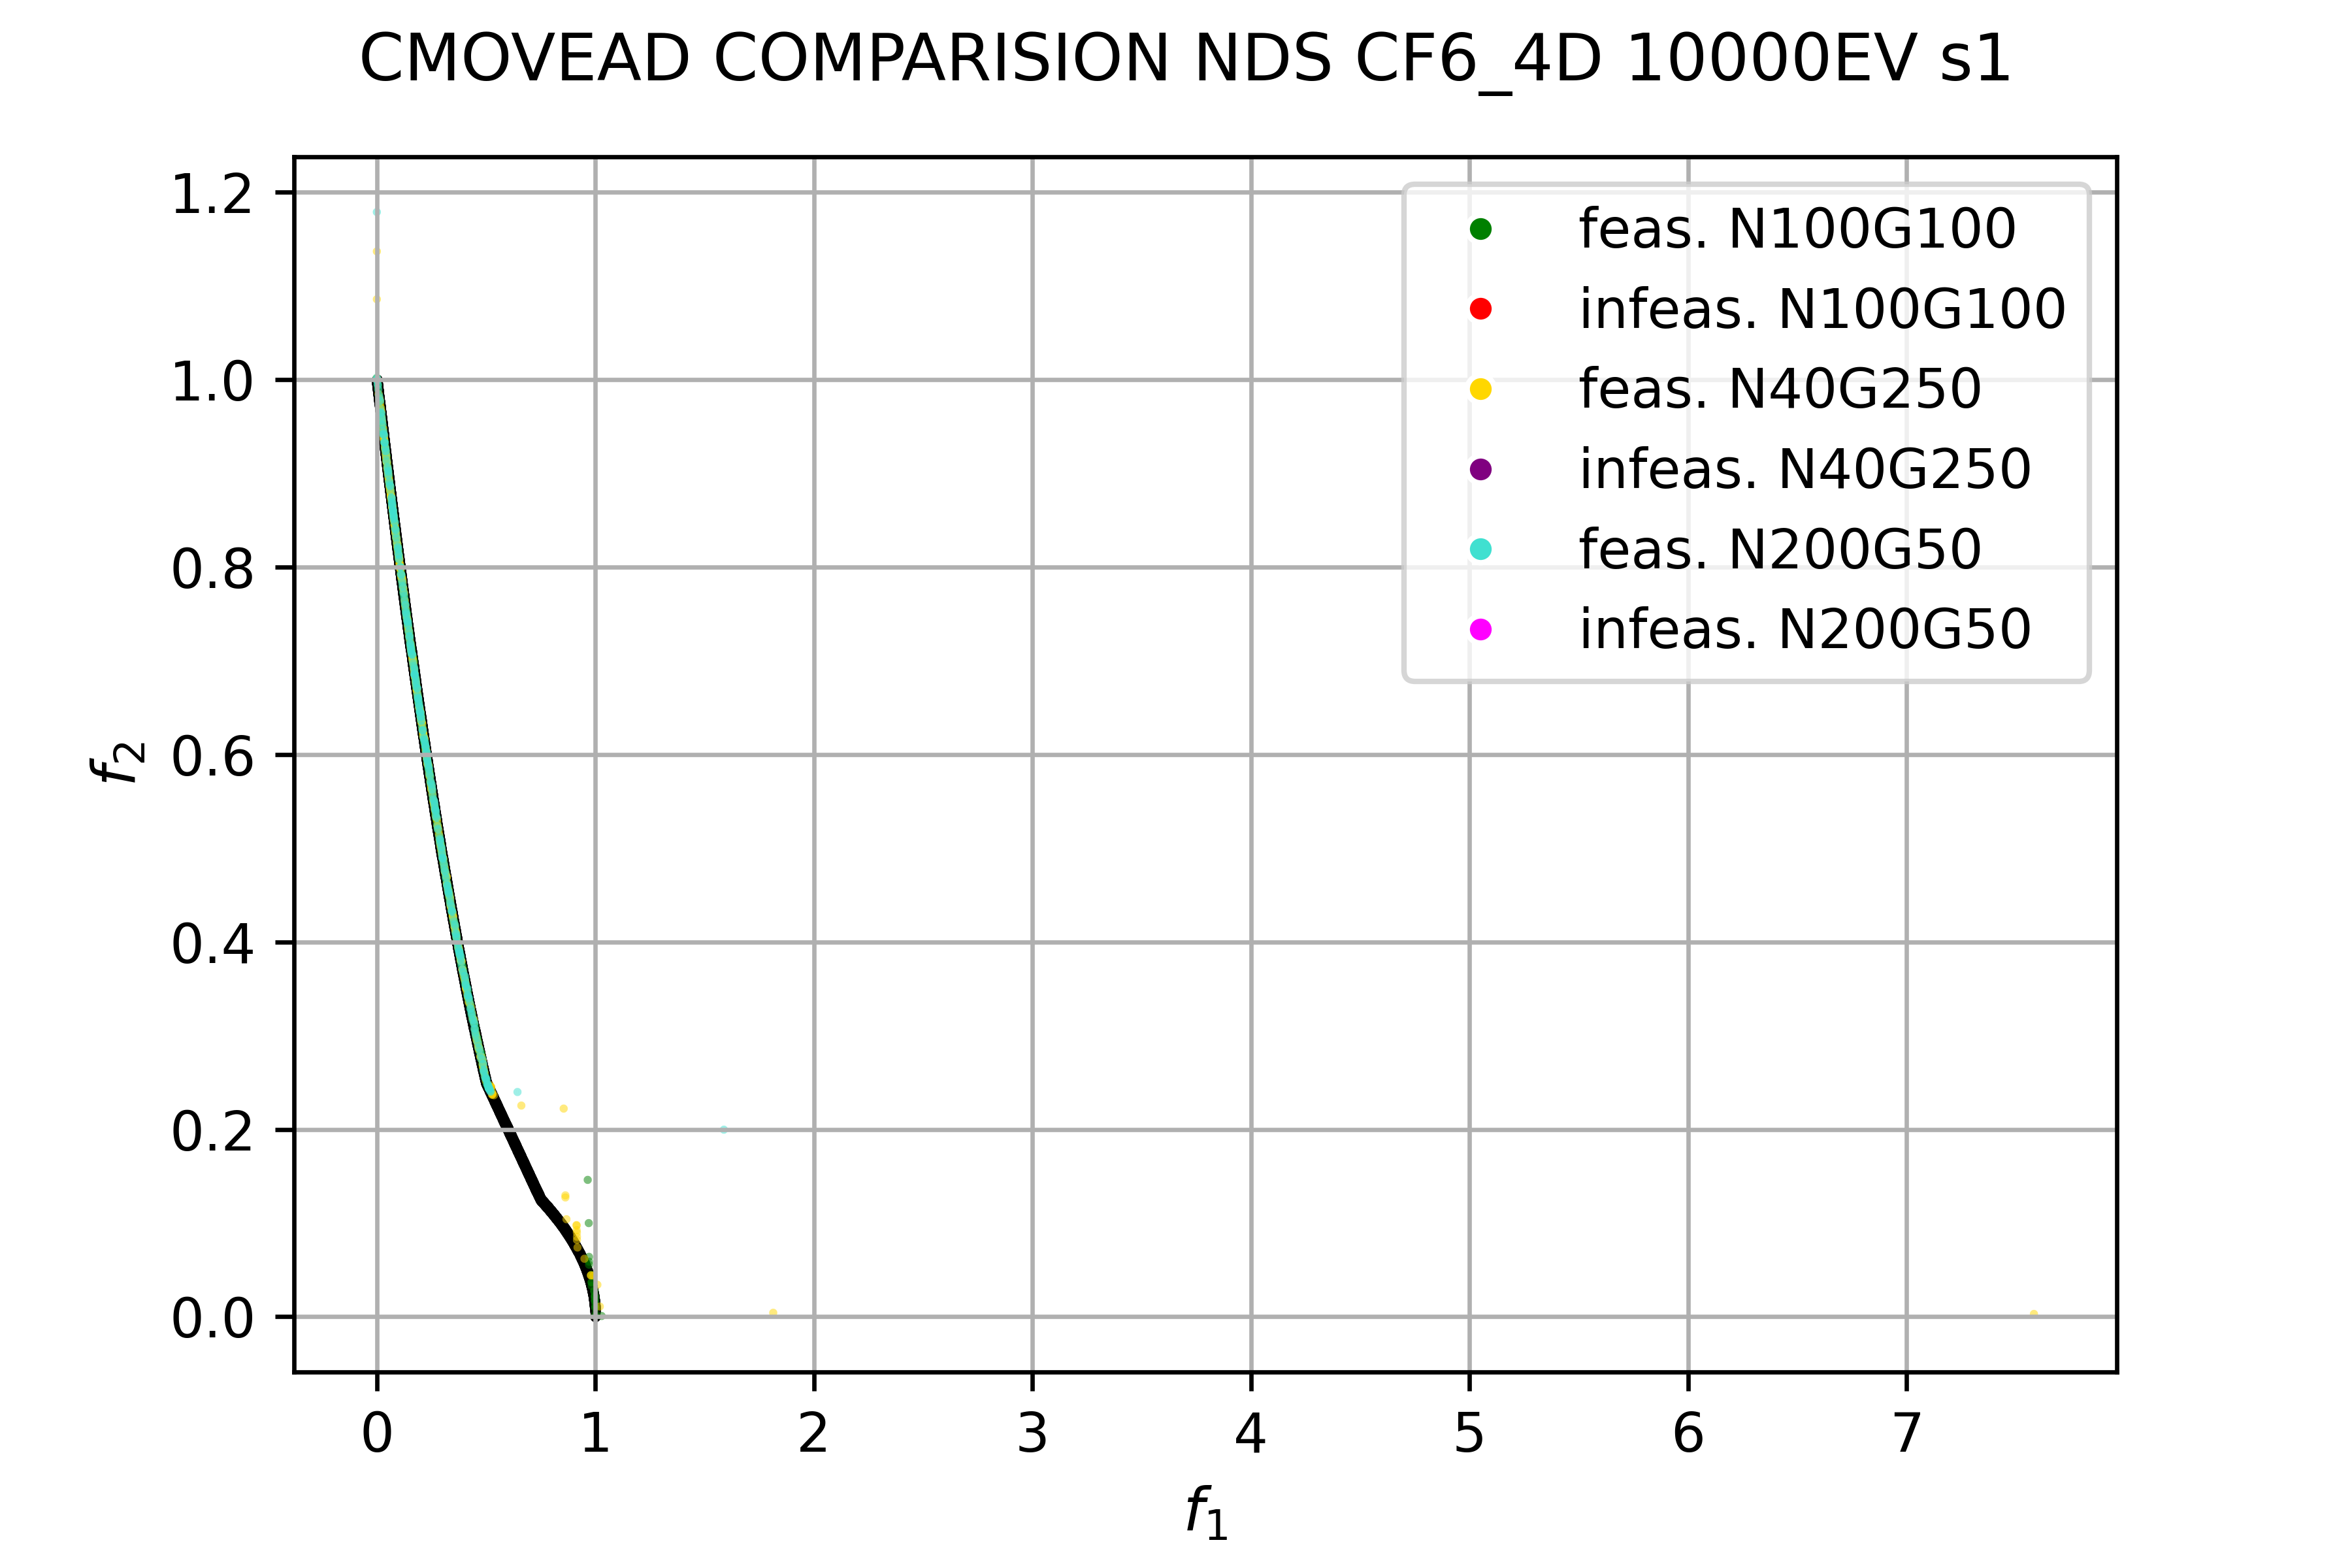 CMOVEAD COMPARISION NDS CF6_4D 10000EV s1
1.2
1.0
0.8
0.6
0.4
0.2
0.0
f2
feas. N100G100
infeas. N100G100
feas. N40G250
infeas. N40G250
feas. N200G50
infeas. N200G50
0 1 2 3 4 5 6 7
f1